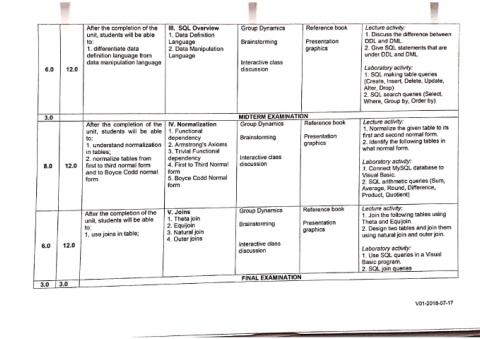 After the completion of the
unit, students will be able
to:
1. differentiate data
definition language from
data manipulation language
III. SQL Overview
1. Data Definition
Language
2. Data Manipulation
Language
Group Dynamics
Brainstorming
Interactive class
discussion
Reference book
Presentation
graphics
Lecture activity:
1. Discuss the difference between
DDL and DML.
2. Give SQL statements that are
under DDL and DML.
Laboratory activity:
1. SQL making table queries
(Create, Insert, Delete, Update,
Alter, Drop)
2. SQL search queries (Select,
Where, Group by, Order by)
6.0 12.0
3.0 MIDTERM EXAMINATION
After the completion of the
unit, students will be able
to:
1. understand normalization
in tables;
2. normalize tables from
first to third normal form
and to Boyce Codd normal
form
IV. Normalization
1. Functional
dependency
2. Armstrong's Axioms
3. Trivial Functional
dependency
4. First to Third Normal
form
5. Boyce Codd Normal
form
Group Dynamics
Brainstorming
Interactive class
discussion
Reference book
Presentation
graphics
Lecture activity:
1. Normalize the given table to its
first and second normal form.
2. Identify the following tables in
what normal form.
Laboratory activity:
1. Connect MySQL database to
Visual Basic.
2. SQL arithmetic queries (Sum,
Average, Round, Difference,
Product, Quotient)
8.0 12.0
After the completion of the
unit, students will be able
to:
1. use joins in table;
V. Joins
1. Theta join
2. Equijoin
3. Natural join
4. Outer joins
Group Dynamics
Brainstorming
Interactive class
discussion
Reference book
Presentation
graphics
Lecture activity:
1. Join the following tables using
Theta and Equijoin.
2. Design two tables and join them
using natural join and outer join.
Laboratory activity:
1. Use SQL queries in a Visual
Basic program.
2. SQL join queries
6.0 12.0
3.0 3.0 FINAL EXAMINATION
V01-2018-07-17